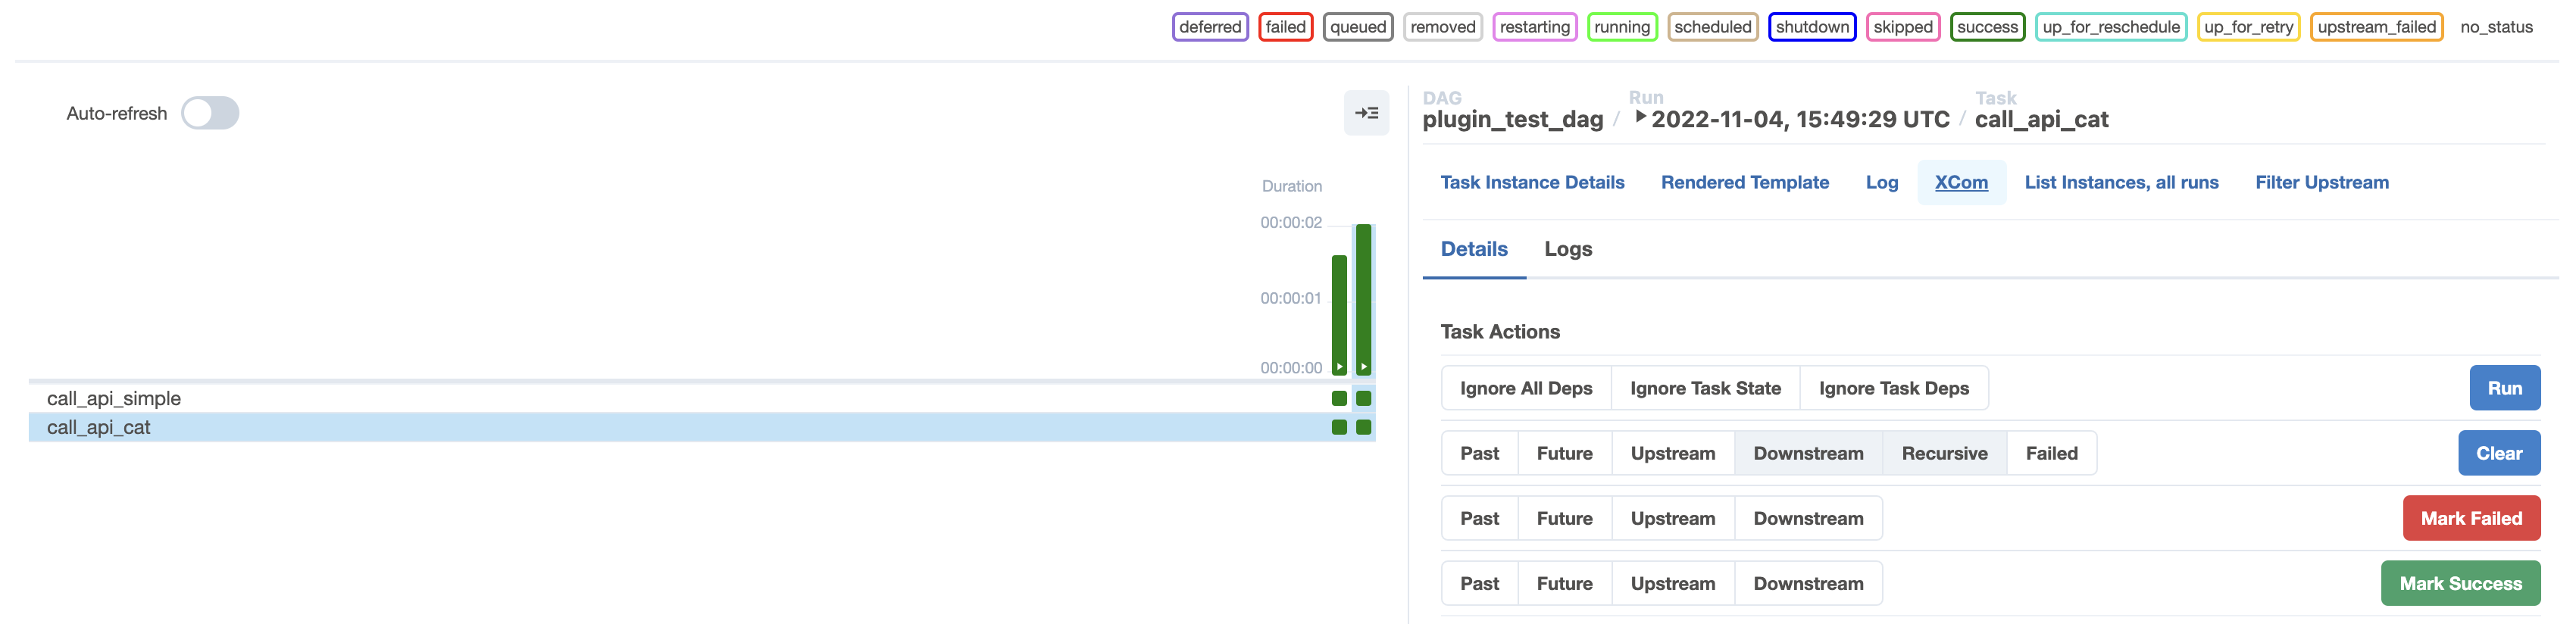 deferred failed queued removed restarting running scheduled shutdown skipped success up_for_reschedule up_for_retry upstream_failed no_status
Auto-refresh
Duration
00:00:02
00:00:01
00:00:00
call_api_simple
call_api_cat
DAG Run Task
plugin_test_dag / 2022-11-04, 15:49:29 UTC / call_api_cat
Task Instance Details Rendered Template Log XCom List Instances, all runs Filter Upstream
Details Logs
Task Actions
Ignore All Deps Ignore Task State Ignore Task Deps Run
Past Future Upstream Downstream Recursive Failed Clear
Past Future Upstream Downstream Mark Failed
Past Future Upstream Downstream Mark Success